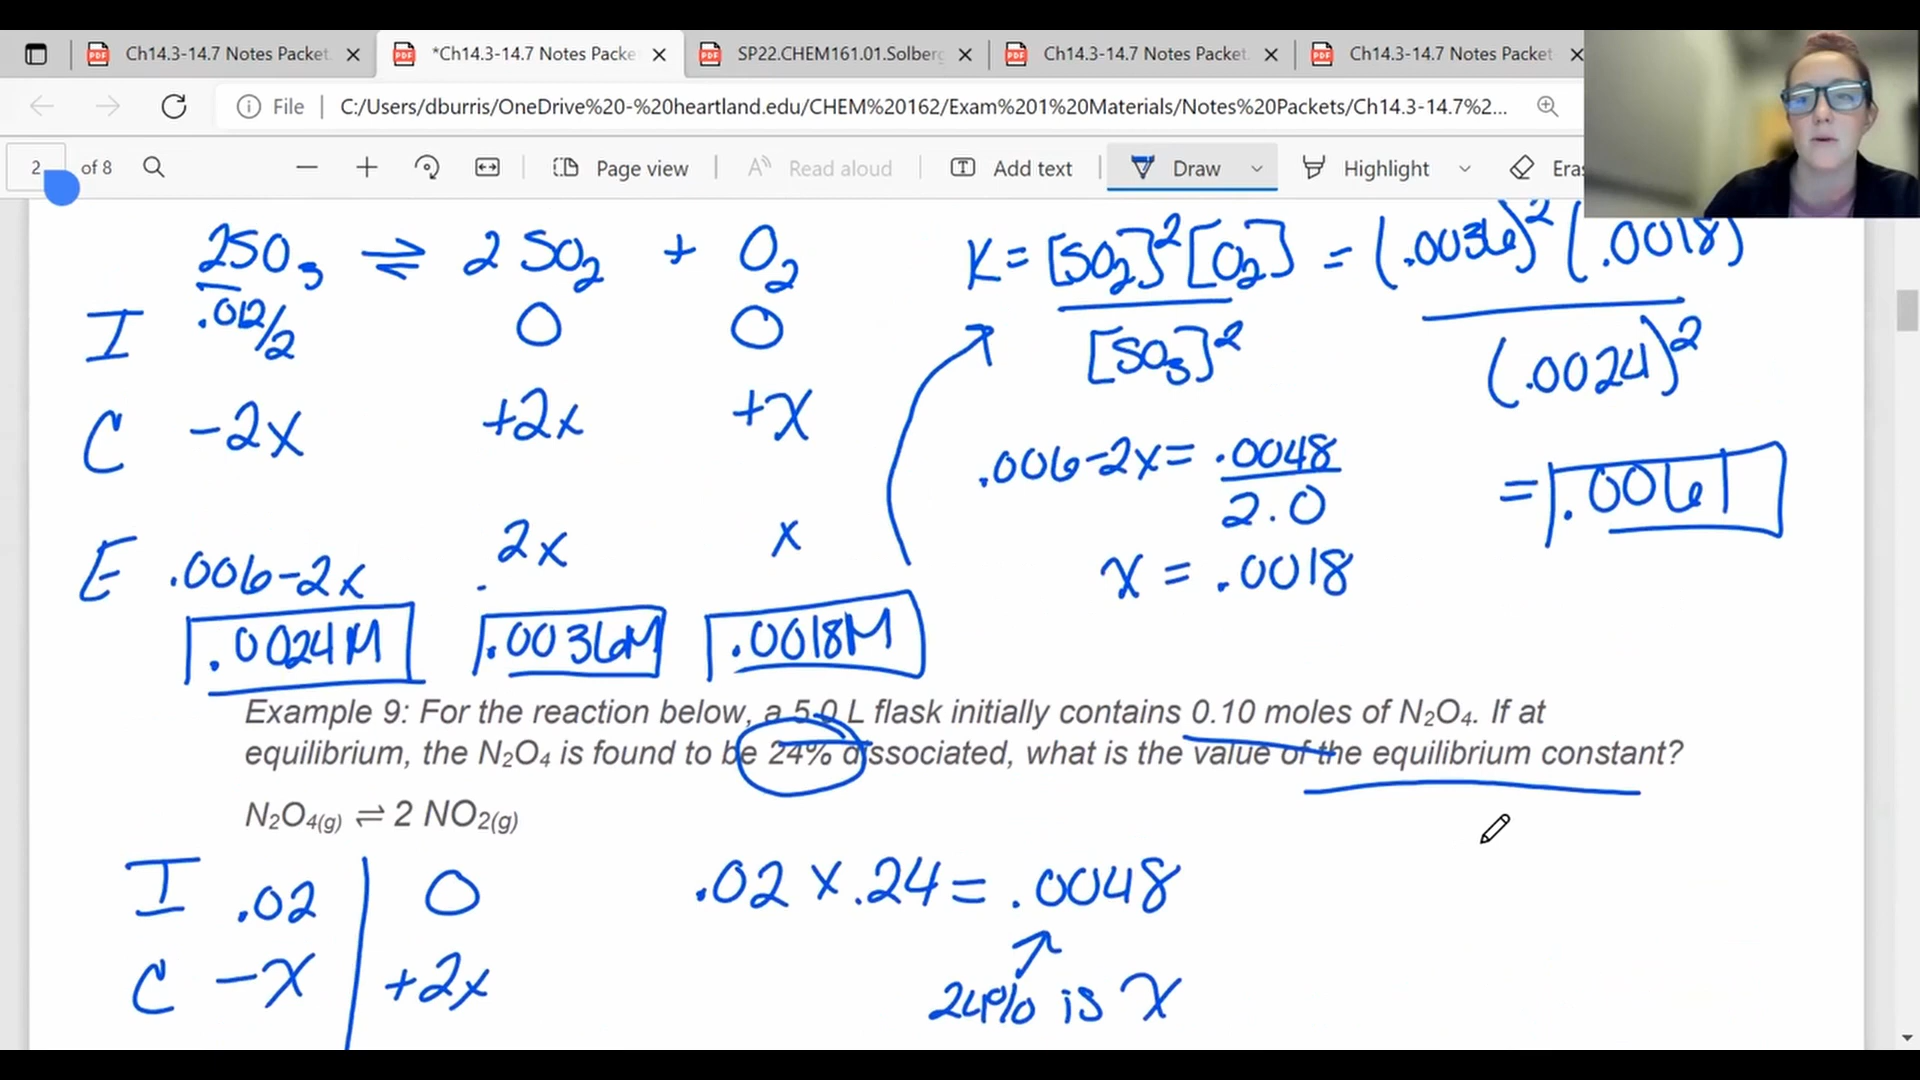 Ch14.3-14.7 Notes Packet
*Ch14.3-14.7 Notes Packe
SP22.CHEM161.01.Solberg
Ch14.3-14.7 Notes Packet
Ch14.3-14.7 Notes Packet
File C:/Users/dburris/OneDrive%20-%20heartland.edu/CHEM%20162/Exam%201%20Materials/Notes%20Packets/Ch14.3-14.7%2...
2 of 8 Page view Read aloud Add text Draw Highlight Eras
2SO3 ⇌ 2 SO2 + O2
I .012/2 0 0
C -2x +2x +x
E .006-2x 2x x
.0024M .0036M .0018M
K = [SO2]²[O2] = (.0036)² (.0018)
[SO3]² (.0024)²
.006-2x = .0048
2.0
= .0061
x = .0018
Example 9: For the reaction below, a 5.0 L flask initially contains 0.10 moles of N2O4. If at
equilibrium, the N2O4 is found to be 24% dissociated, what is the value of the equilibrium constant?
N2O4(g) ⇌ 2 NO2(g)
I .02 0
C -x +2x
.02 x .24 = .0048
24% is x